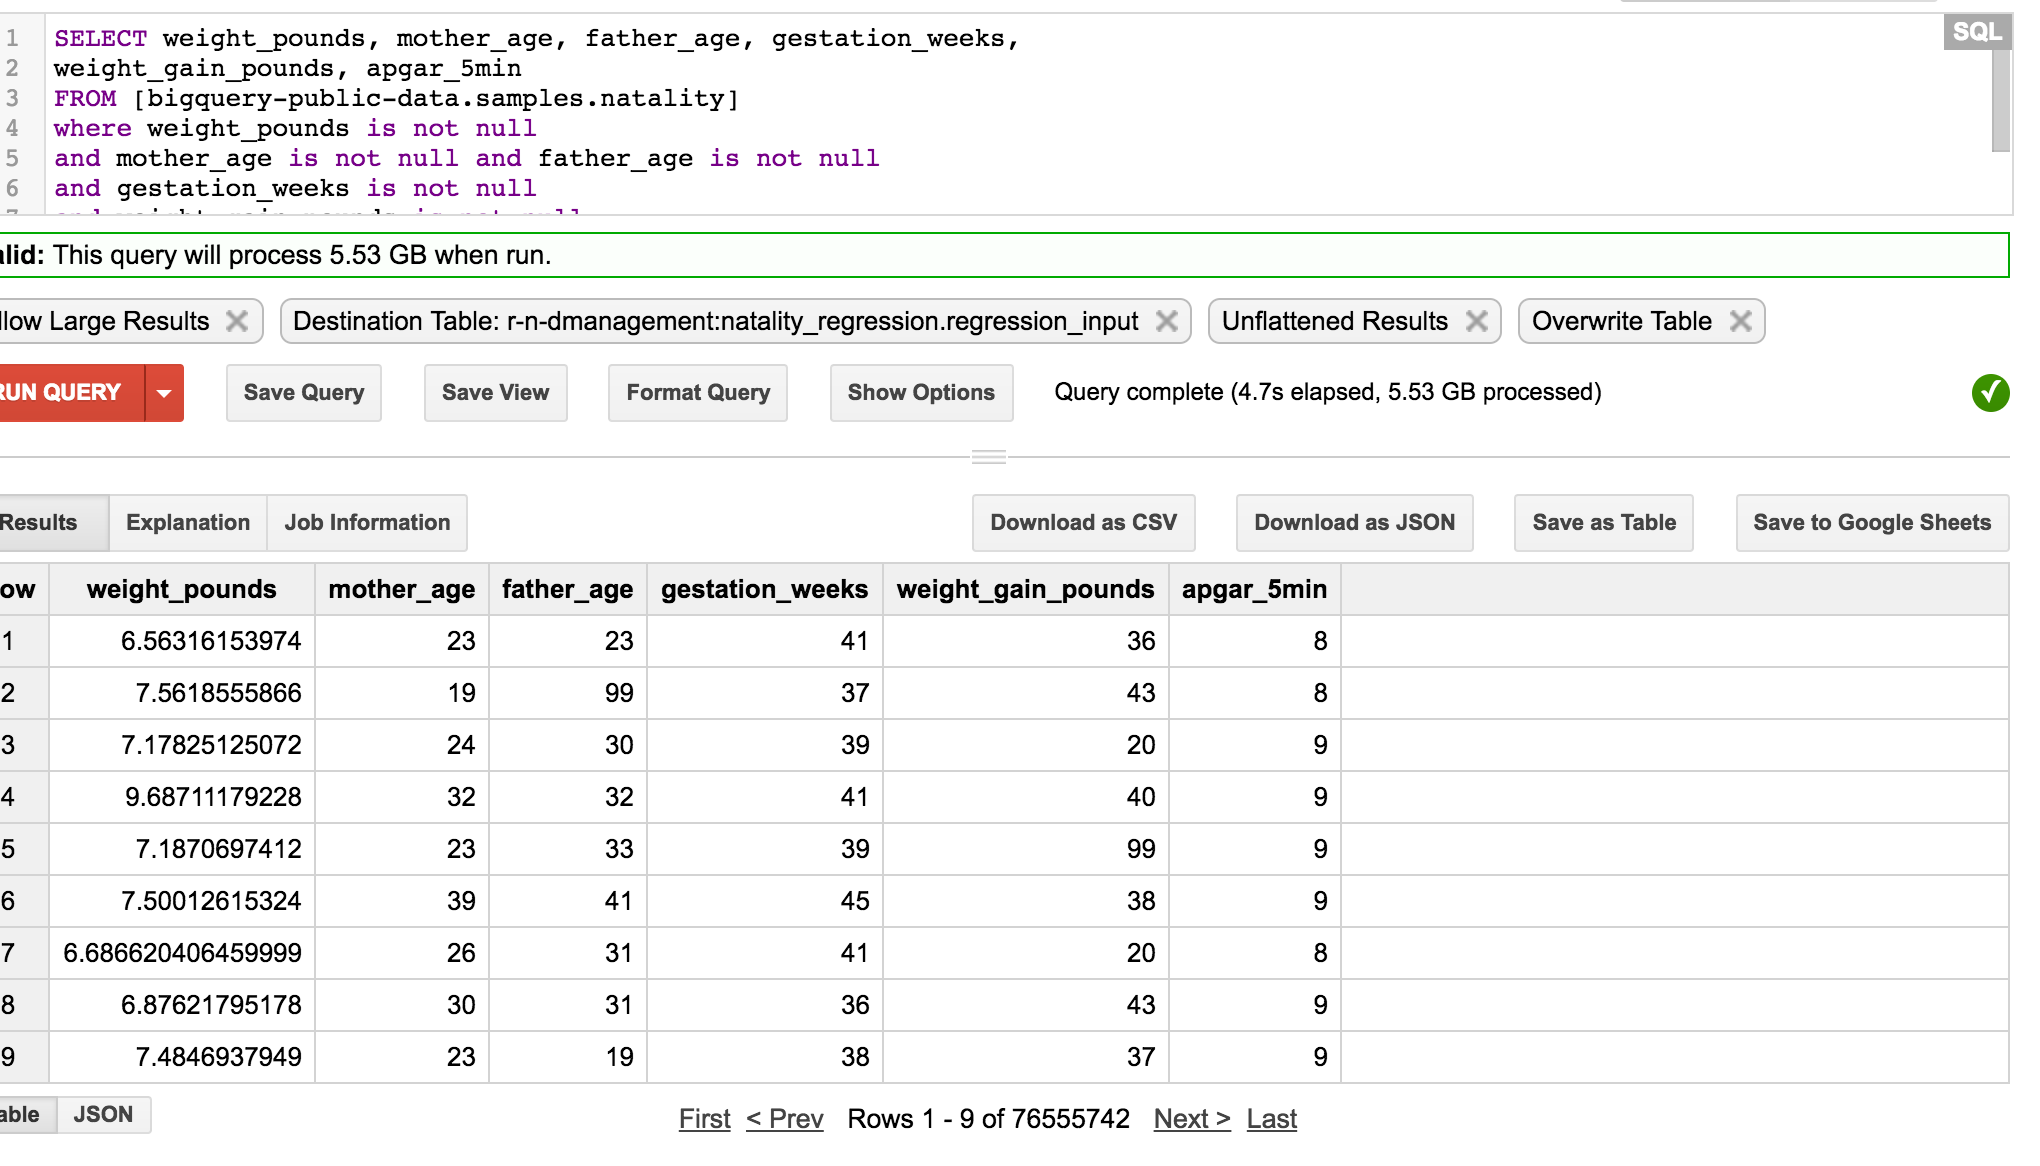 SQL
1 SELECT weight_pounds, mother_age, father_age, gestation_weeks,
2 weight_gain_pounds, apgar_5min
3 FROM [bigquery-public-data.samples.natality]
4 where weight_pounds is not null
5 and mother_age is not null and father_age is not null
6 and gestation_weeks is not null
7 and weight_gain_pounds is not null
alid: This query will process 5.53 GB when run.
llow Large Results Destination Table: r-n-dmanagement:natality_regression.regression_input Unflattened Results Overwrite Table
RUN QUERY Save Query Save View Format Query Show Options Query complete (4.7s elapsed, 5.53 GB processed)
Results Explanation Job Information Download as CSV Download as JSON Save as Table Save to Google Sheets
ow weight_pounds mother_age father_age gestation_weeks weight_gain_pounds apgar_5min
1 6.56316153974 23 23 41 36 8
2 7.5618555866 19 99 37 43 8
3 7.17825125072 24 30 39 20 9
4 9.68711179228 32 32 41 40 9
5 7.1870697412 23 33 39 99 9
6 7.50012615324 39 41 45 38 9
7 6.686620406459999 26 31 41 20 8
8 6.87621795178 30 31 36 43 9
9 7.4846937949 23 19 38 37 9
able JSON First < Prev Rows 1 - 9 of 76555742 Next > Last